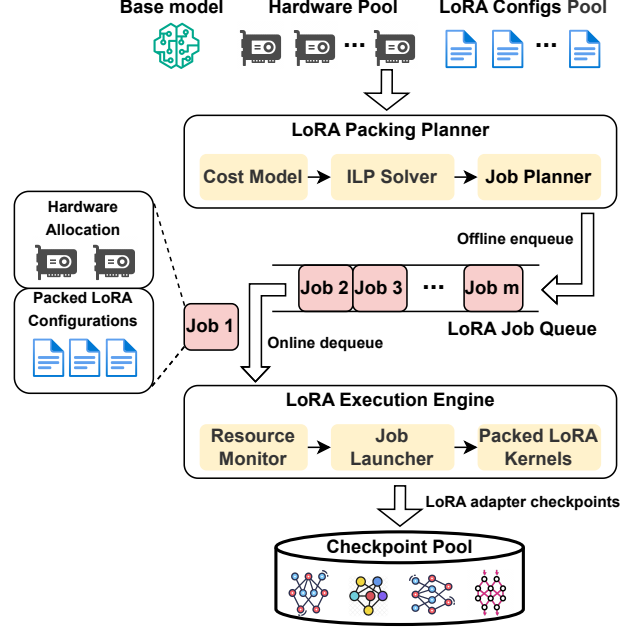 Base model
Hardware Pool
LoRA Configs Pool
LoRA Packing Planner
Cost Model
ILP Solver
Job Planner
Hardware
Allocation
Packed LoRA
Configurations
Offline enqueue
Job 1
Job 2
Job 3
...
Job m
LoRA Job Queue
Online dequeue
LoRA Execution Engine
Resource
Monitor
Job
Launcher
Packed LoRA
Kernels
LoRA adapter checkpoints
Checkpoint Pool